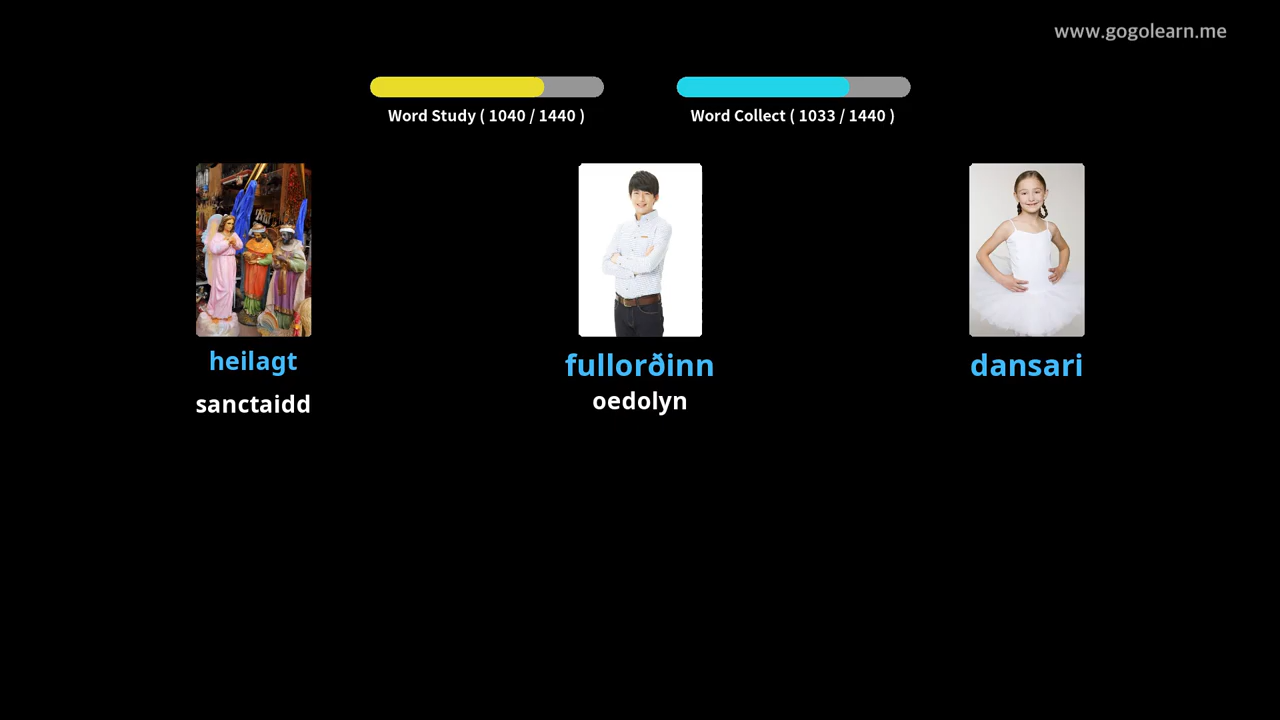 www.gogolearn.me
Word Study ( 1040 / 1440 )
Word Collect ( 1033 / 1440 )
heilagt
sanctaidd
fullorðinn
oedolyn
dansari